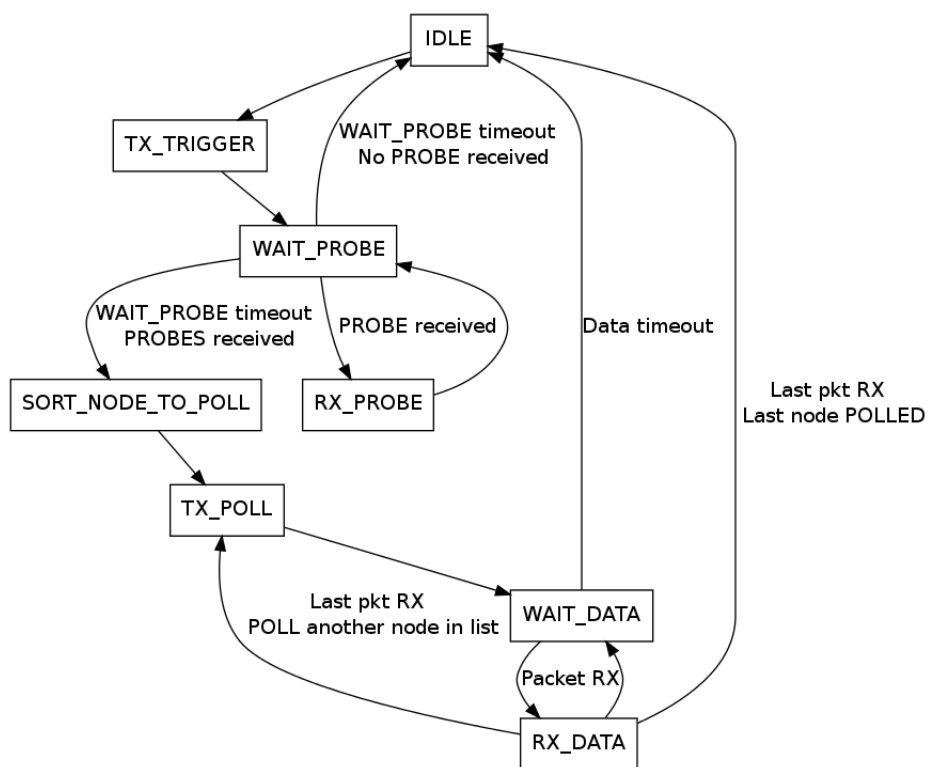 IDLE
TX_TRIGGER
WAIT_PROBE timeout
No PROBE received
WAIT_PROBE
WAIT_PROBE timeout
PROBES received
PROBE received
Data timeout
SORT_NODE_TO_POLL
RX_PROBE
Last pkt RX
Last node POLLED
TX_POLL
Last pkt RX
POLL another node in list
WAIT_DATA
Packet RX
RX_DATA